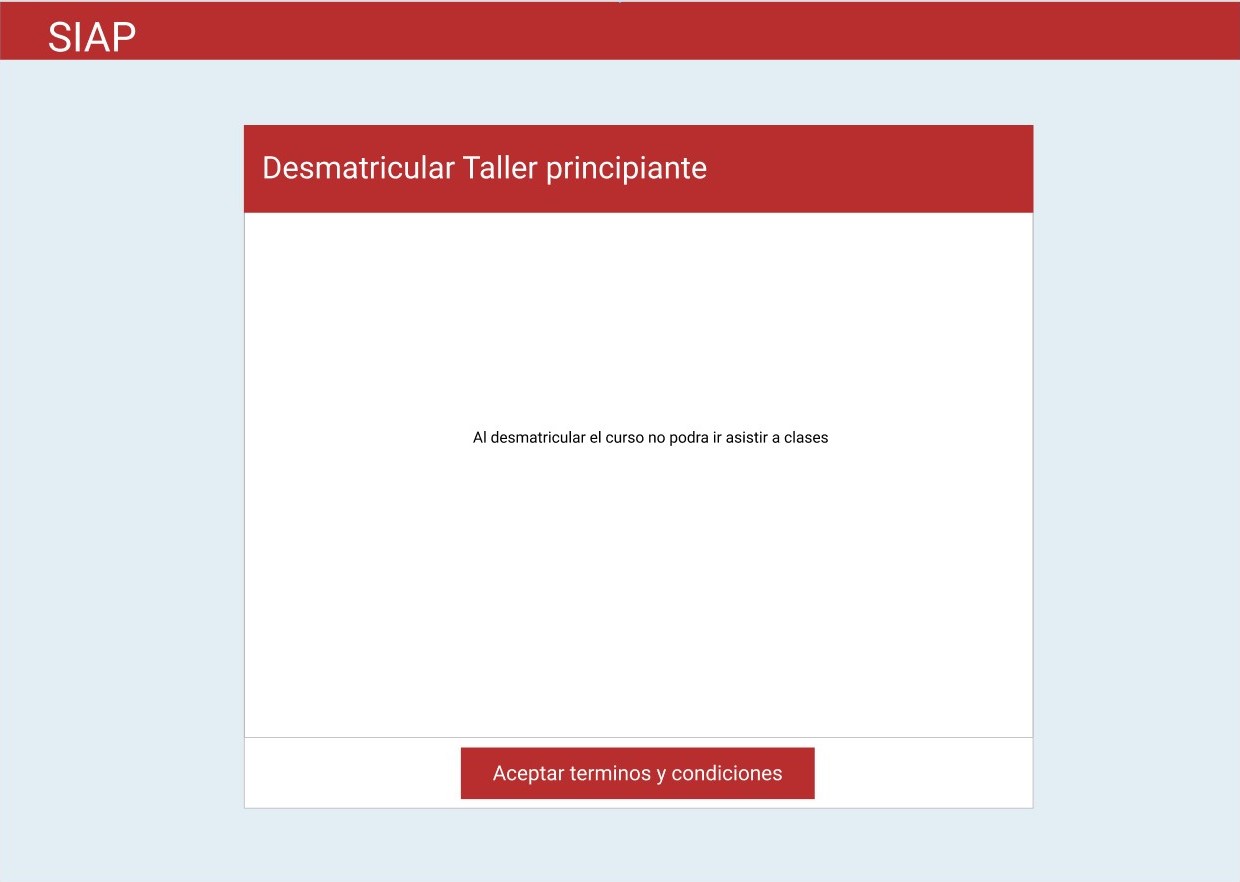 SIAP
Desmatricular Taller principiante
Al desmatricular el curso no podra ir asistir a clases
Aceptar terminos y condiciones